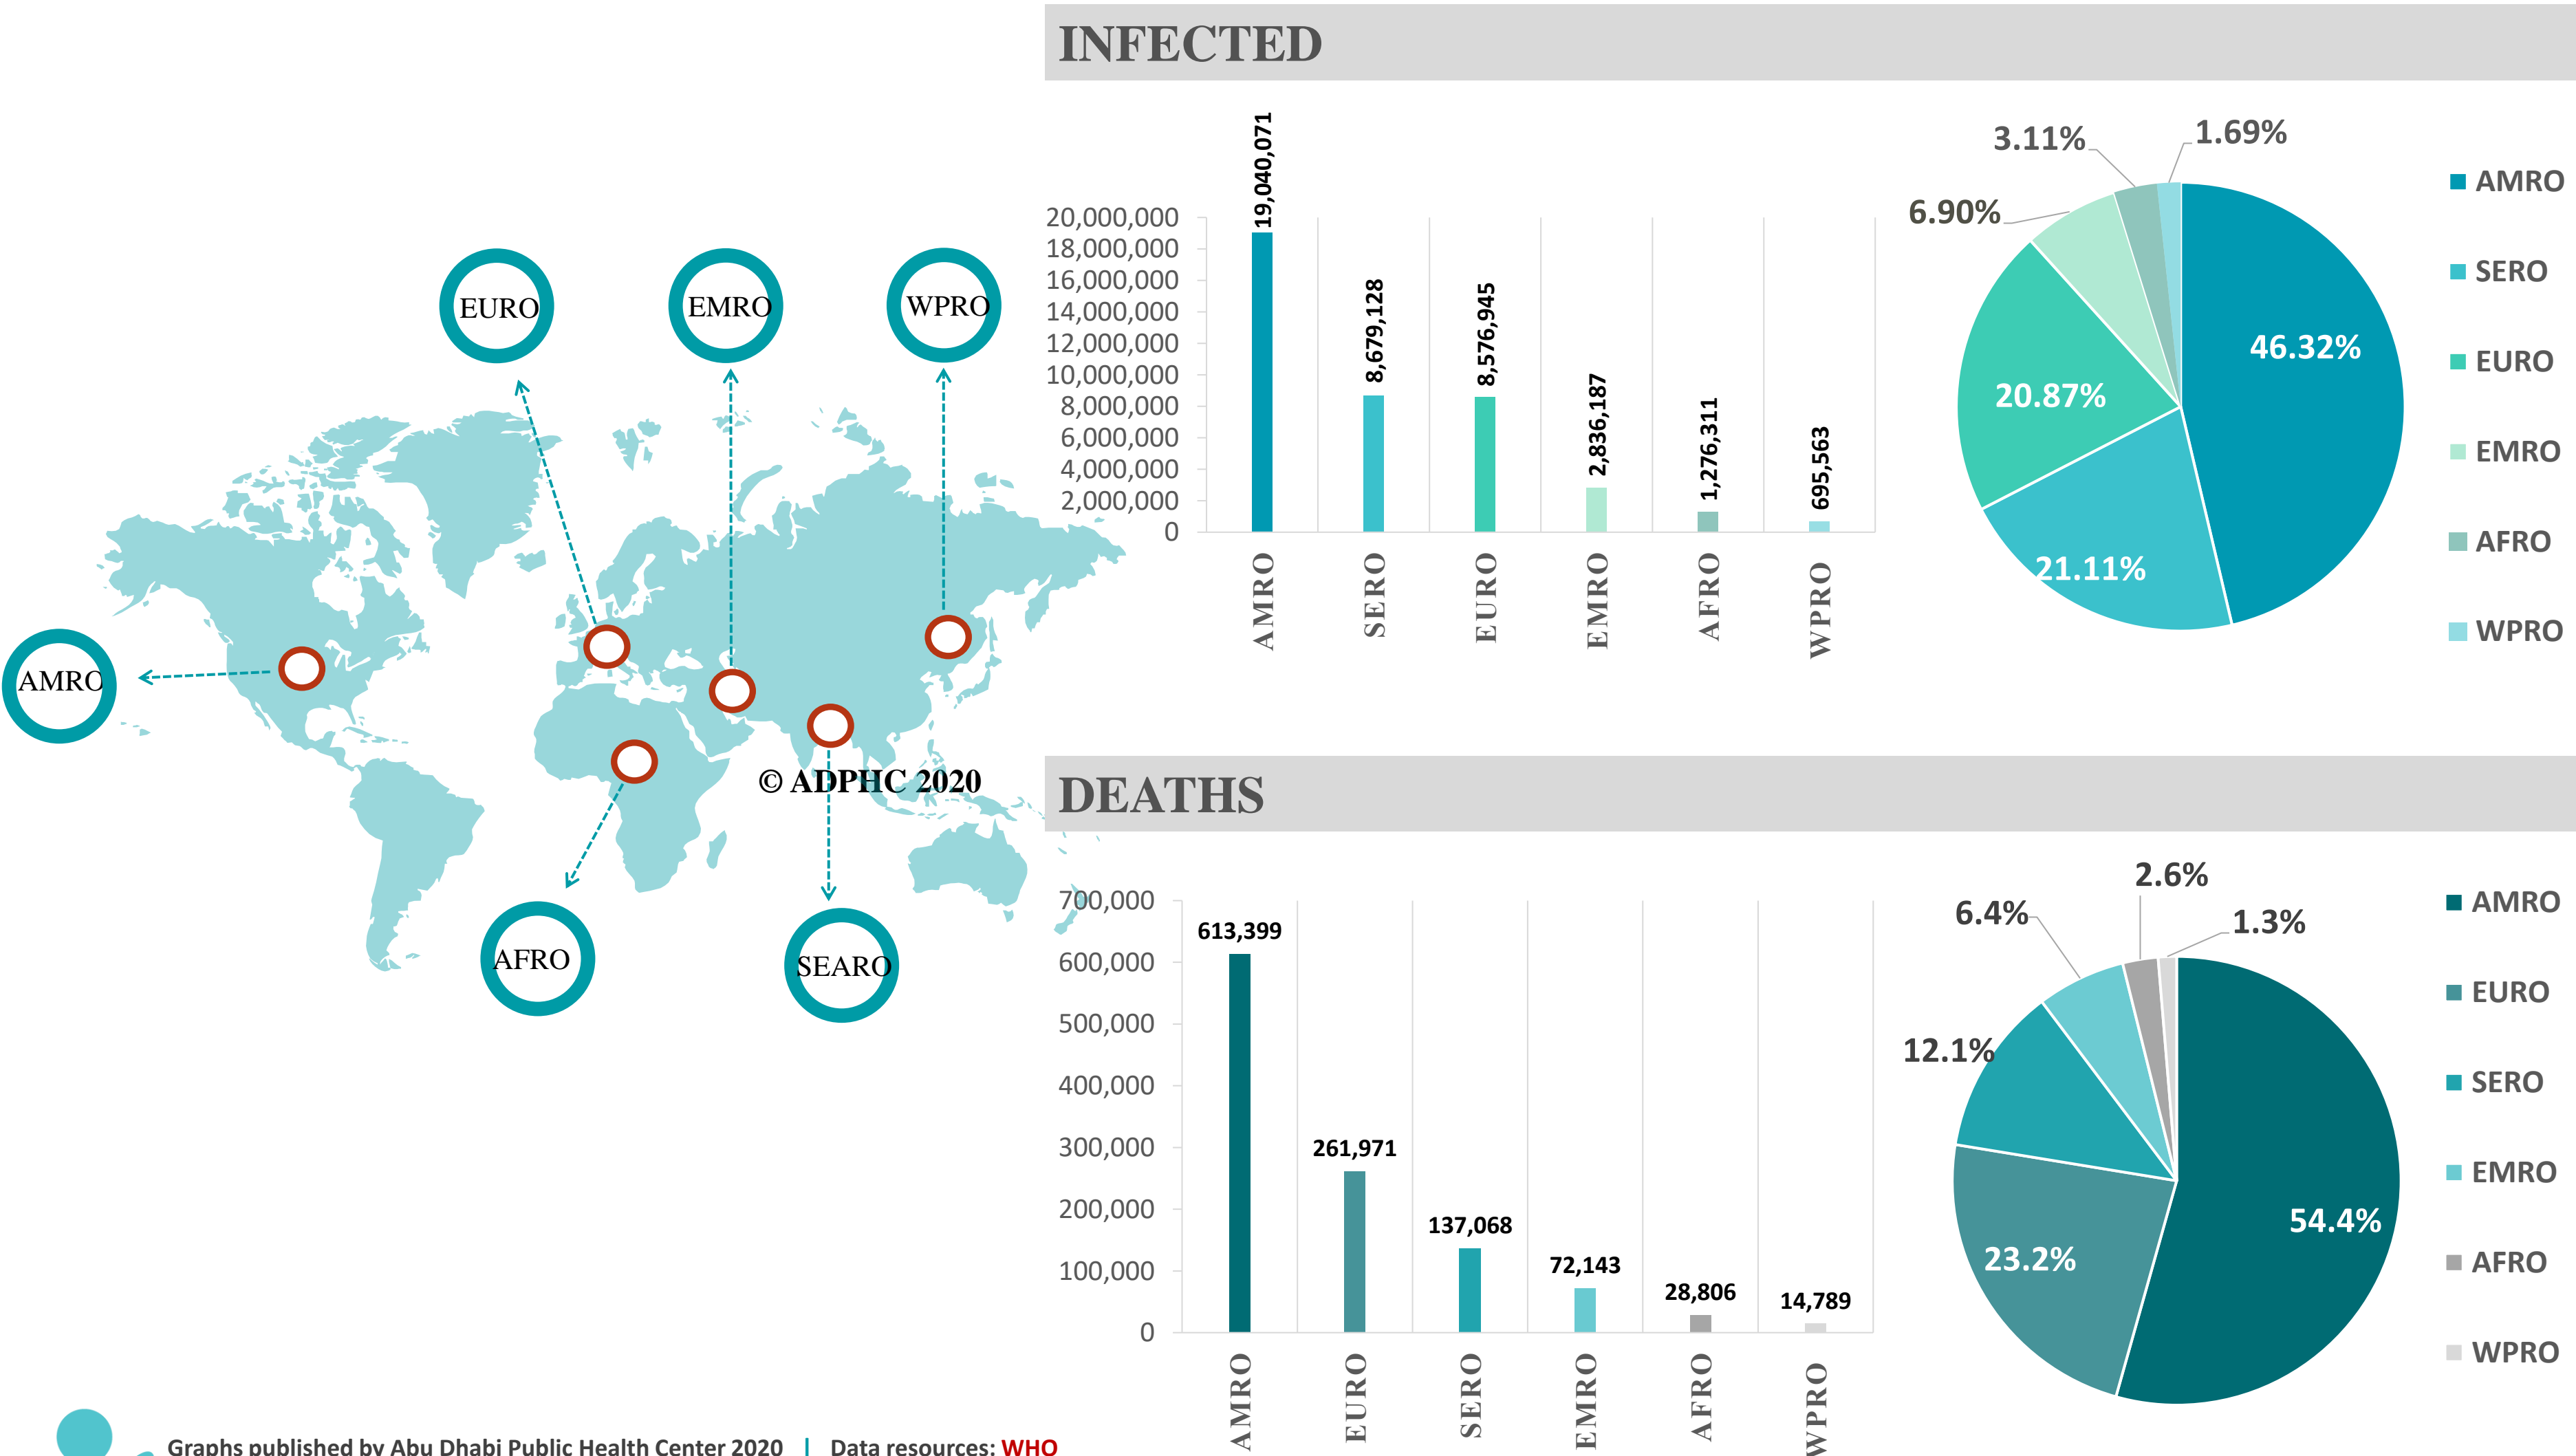 EURO
EMRO
WPRO
AMRO
© ADPHC 2020
AFRO
SEARO
INFECTED
20,000,000
18,000,000
16,000,000
14,000,000
12,000,000
10,000,000
8,000,000
6,000,000
4,000,000
2,000,000
0
19,040,071
8,679,128
8,576,945
2,836,187
1,276,311
695,563
AMRO
SERO
EURO
EMRO
AFRO
WPRO
3.11%
1.69%
6.90%
46.32%
20.87%
21.11%
AMRO
SERO
EURO
EMRO
AFRO
WPRO
DEATHS
700,000
600,000
500,000
400,000
300,000
200,000
100,000
0
613,399
261,971
137,068
72,143
28,806
14,789
AMRO
EURO
SERO
EMRO
AFRO
WPRO
2.6%
6.4%
1.3%
12.1%
54.4%
23.2%
AMRO
EURO
SERO
EMRO
AFRO
WPRO
Graphs published by Abu Dhabi Public Health Center 2020 | Data resources: WHO